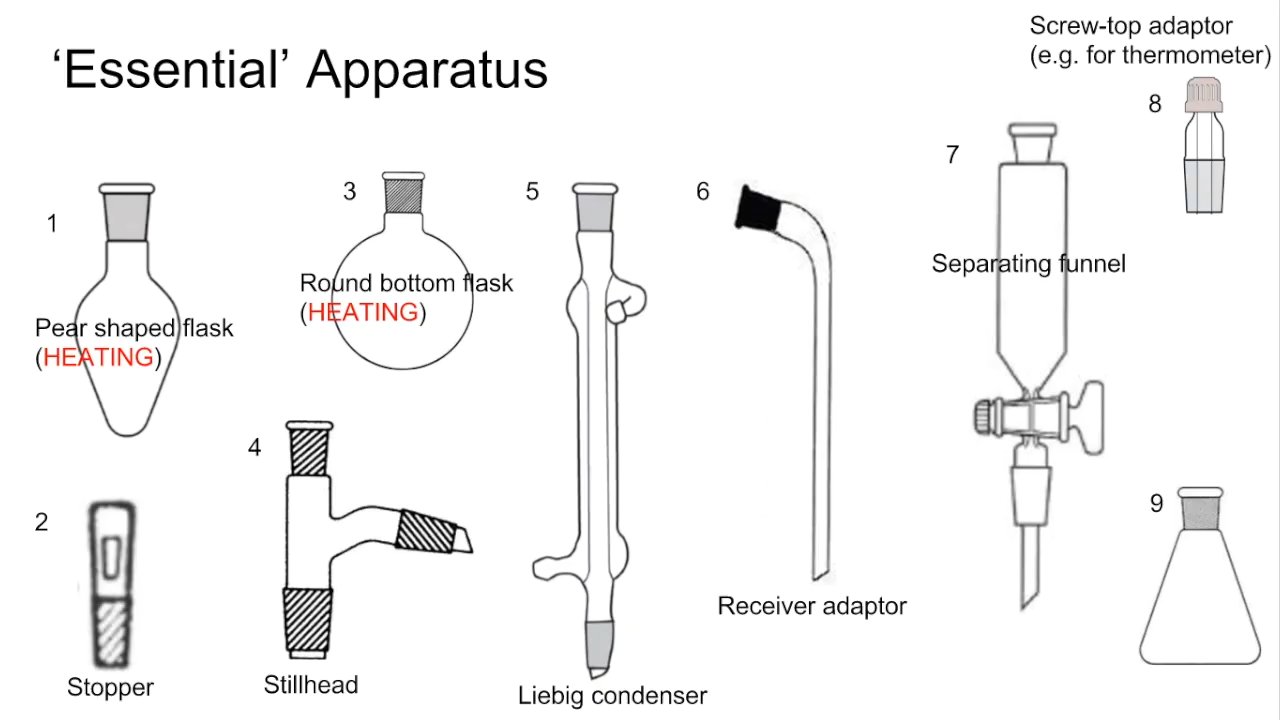 ‘Essential’ Apparatus
Screw-top adaptor
(e.g. for thermometer)
1
Pear shaped flask
(HEATING)
2
Stopper
3
Round bottom flask
(HEATING)
4
Stillhead
5
Liebig condenser
6
Receiver adaptor
7
Separating funnel
8
9